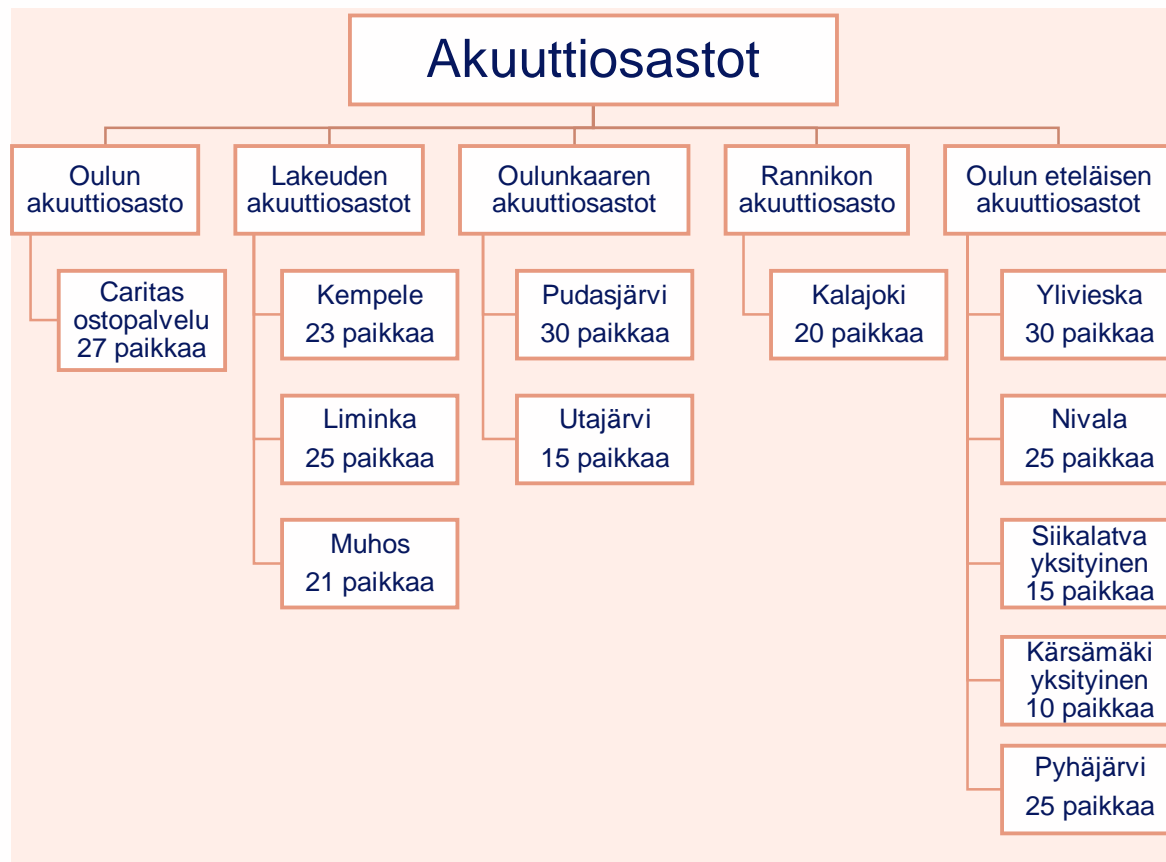 Akuuttiosastot
Oulun
akuuttiosasto
Caritas
ostopalvelu
27 paikkaa
Lakeuden
akuuttiosastot
Kempele
23 paikkaa
Liminka
25 paikkaa
Muhos
21 paikkaa
Oulunkaaren
akuuttiosastot
Pudasjärvi
30 paikkaa
Utajärvi
15 paikkaa
Rannikon
akuuttiosasto
Kalajoki
20 paikkaa
Oulun eteläisen
akuuttiosastot
Ylivieska
30 paikkaa
Nivala
25 paikkaa
Siikalatva
yksityinen
15 paikkaa
Kärsämäki
yksityinen
10 paikkaa
Pyhäjärvi
25 paikkaa